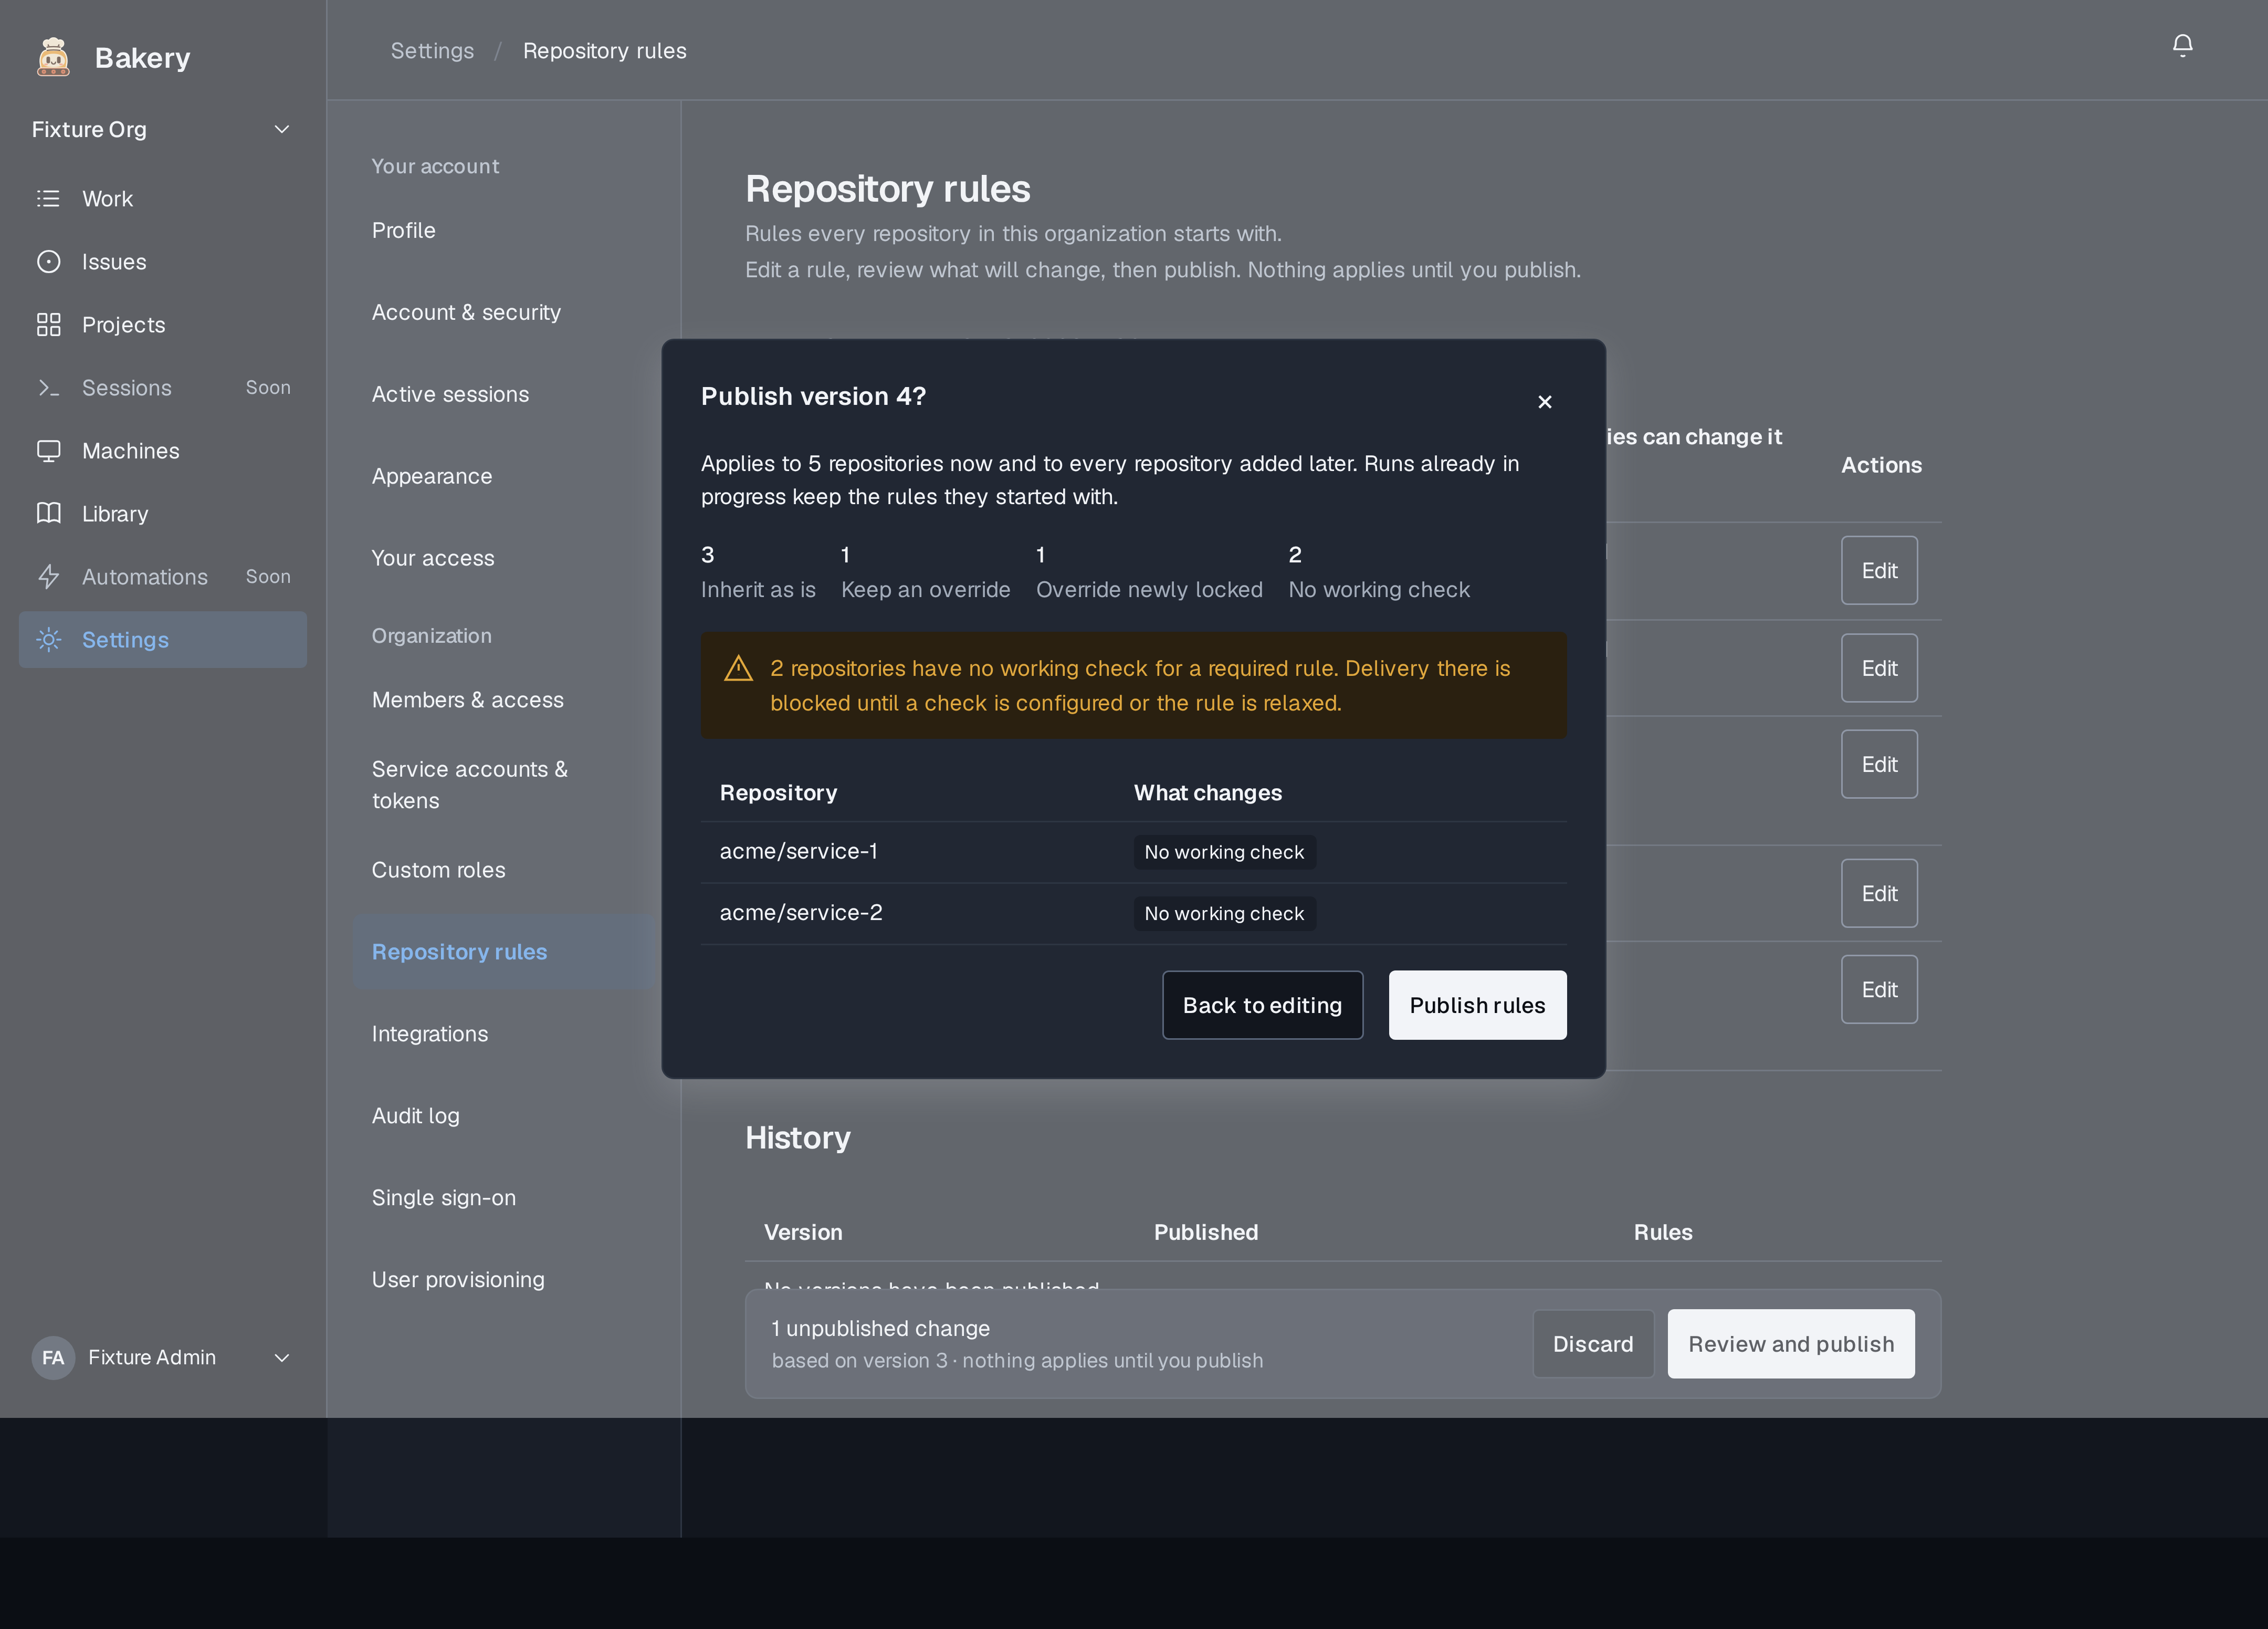 Bakery
Fixture Org
Work
Issues
Projects
Sessions Soon
Machines
Library
Automations Soon
Settings
FA Fixture Admin
Settings / Repository rules
Your account
Profile
Account & security
Active sessions
Appearance
Your access
Organization
Members & access
Service accounts &
tokens
Custom roles
Repository rules
Integrations
Audit log
Single sign-on
User provisioning
Repository rules
Rules every repository in this organization starts with.
Edit a rule, review what will change, then publish. Nothing applies until you publish.
ies can change it
Actions
Edit
Edit
Edit
Edit
Edit
Publish version 4?
×
Applies to 5 repositories now and to every repository added later. Runs already in
progress keep the rules they started with.
3 1 1 2
Inherit as is Keep an override Override newly locked No working check
2 repositories have no working check for a required rule. Delivery there is
blocked until a check is configured or the rule is relaxed.
Repository What changes
acme/service-1 No working check
acme/service-2 No working check
Back to editing Publish rules
History
Version Published Rules
No versions have been published
1 unpublished change
based on version 3 · nothing applies until you publish
Discard Review and publish